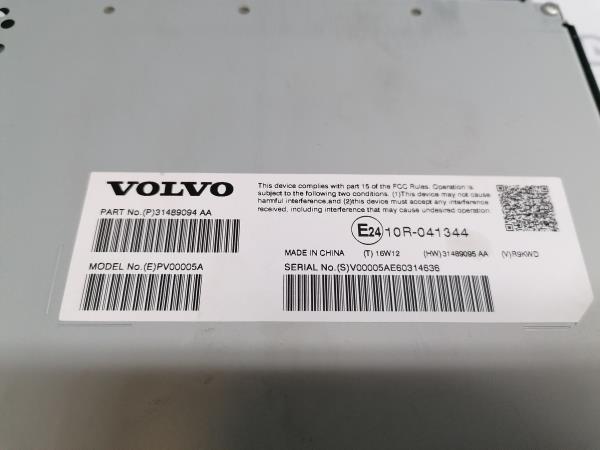 VOLVO
This device complies with part 15 of the FCC Rules. Operation is
subject to the following two conditions. (1)This device may not cause
harmful interference,and (2)this device must accept any interference
received, including interference that may cause undesired operation.
PART No.(P)31489094 AA
E24 10R-041344
MADE IN CHINA (T) 16W12 (HW)31489095 AA (V)R9KWD
MODEL No.(E)PV00005A
SERIAL No.(S)V00005AE60314636